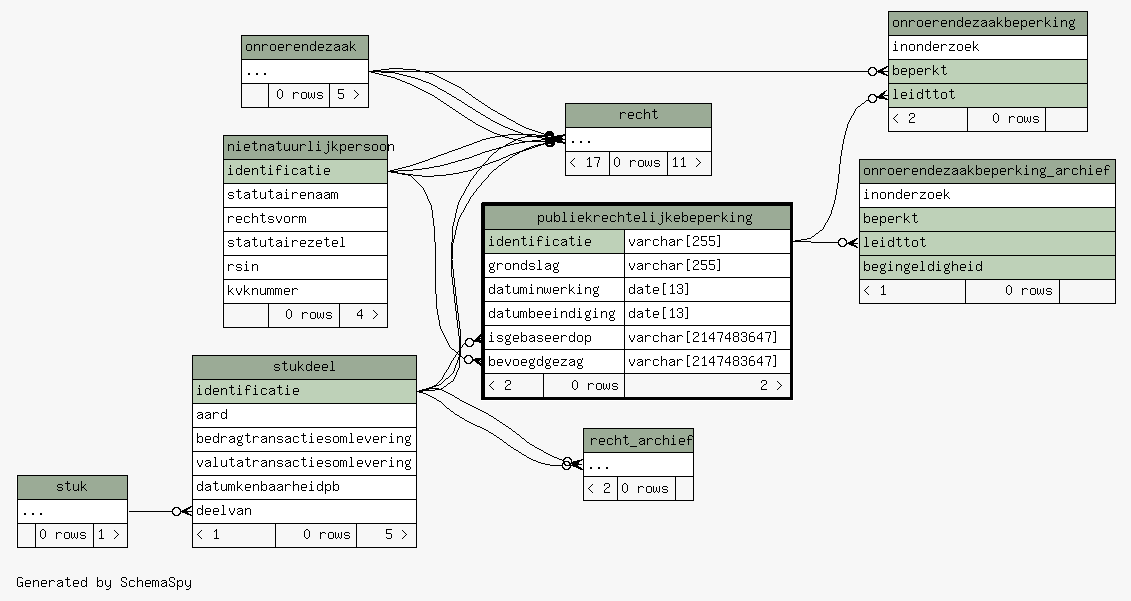 onroerendezaak
...
0 rows 5 >
nietnatuurlijkpersoon
identificatie
statutairenaam
rechtsvorm
statutairezetel
rsin
kvknummer
0 rows 4 >
stukdeel
identificatie
aard
bedragtransactiesomlevering
valutatransactiesomlevering
datumkenbaarheidpb
deelvan
< 1 0 rows 5 >
stuk
...
0 rows 1 >
recht
...
< 17 0 rows 11 >
publiekrechtelijkebeperking
identificatie varchar[255]
grondslag varchar[255]
datuminwerking date[13]
datumbeeindiging date[13]
isgebaseerdop varchar[2147483647]
bevoegdgezag varchar[2147483647]
< 2 0 rows 2 >
recht_archief
...
< 2 0 rows
onroerendezaakbeperking
inonderzoek
beperkt
leidttot
< 2 0 rows
onroerendezaakbeperking_archief
inonderzoek
beperkt
leidttot
begingeldigheid
< 1 0 rows
Generated by SchemaSpy